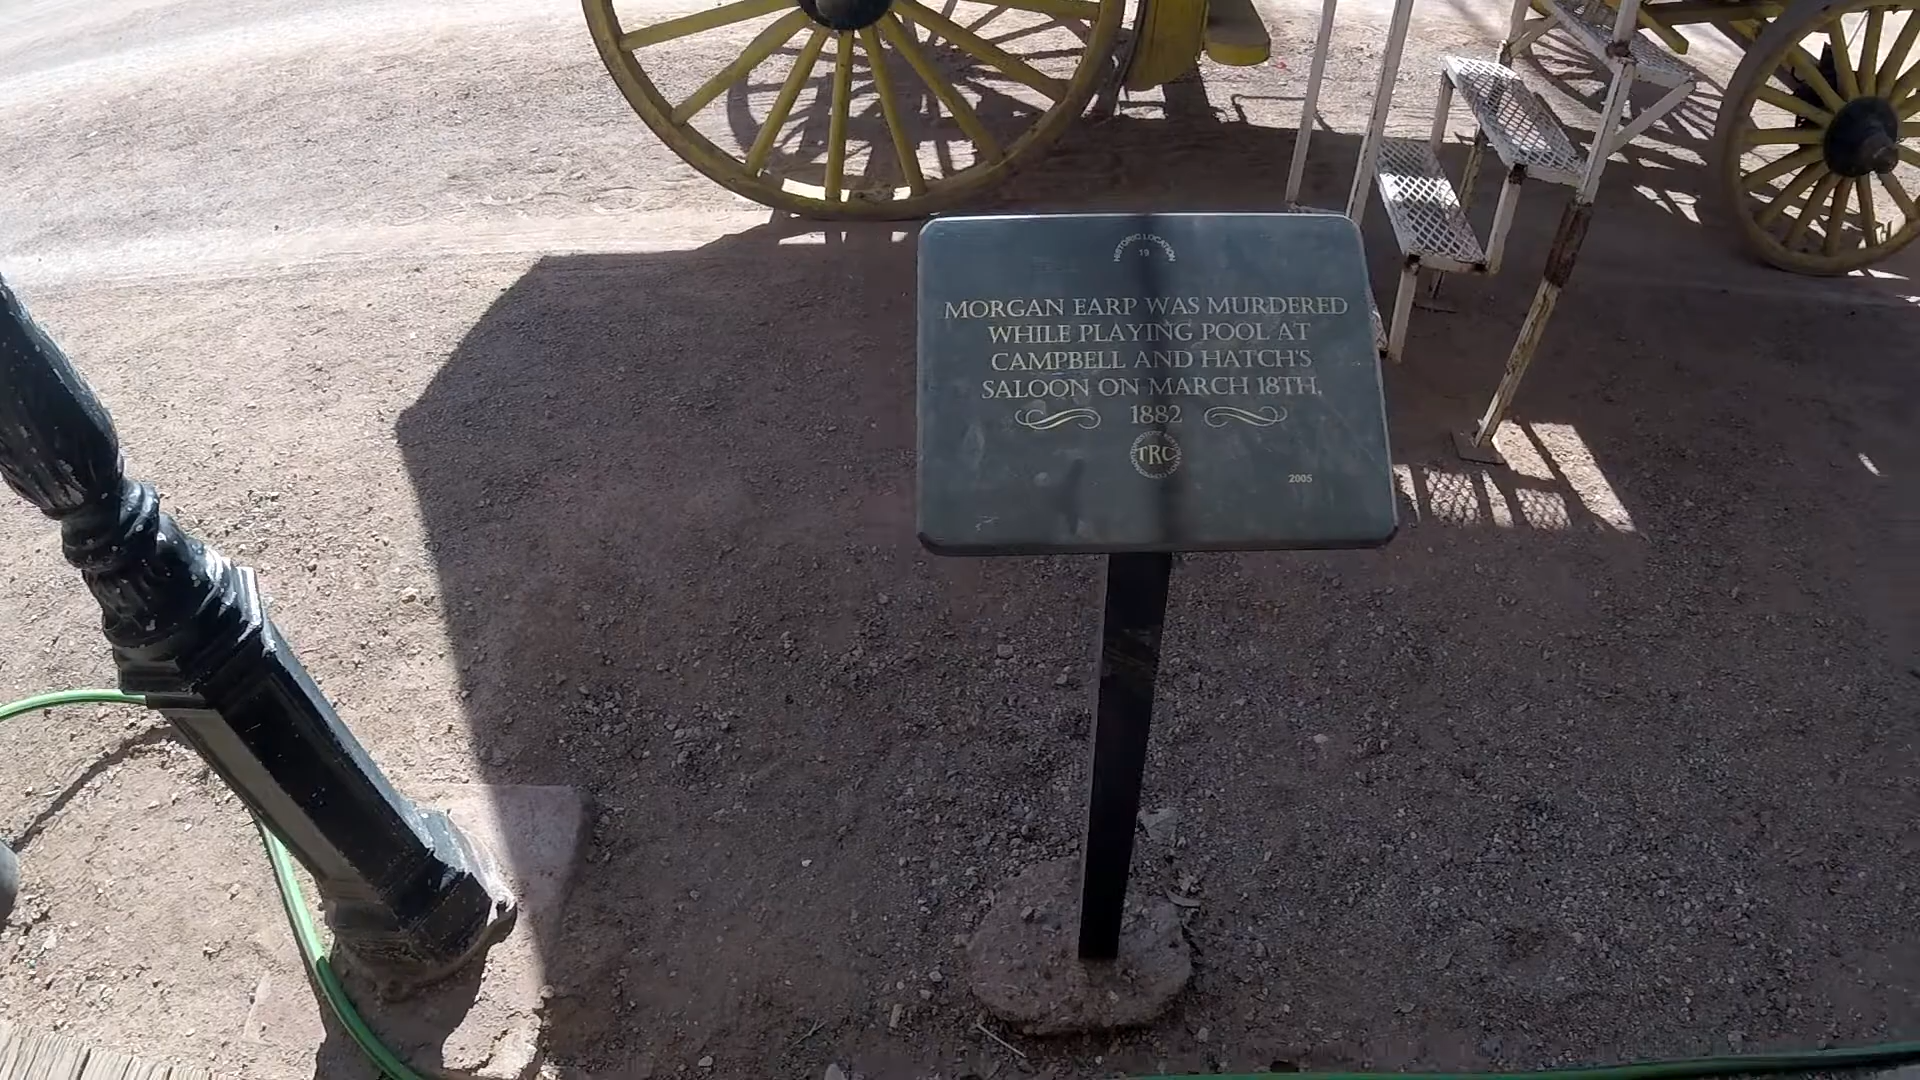 HISTORIC LOCATION
19
MORGAN EARP WAS MURDERED
WHILE PLAYING POOL AT
CAMPBELL AND HATCH'S
SALOON ON MARCH 18TH,
1882
TRC
2005